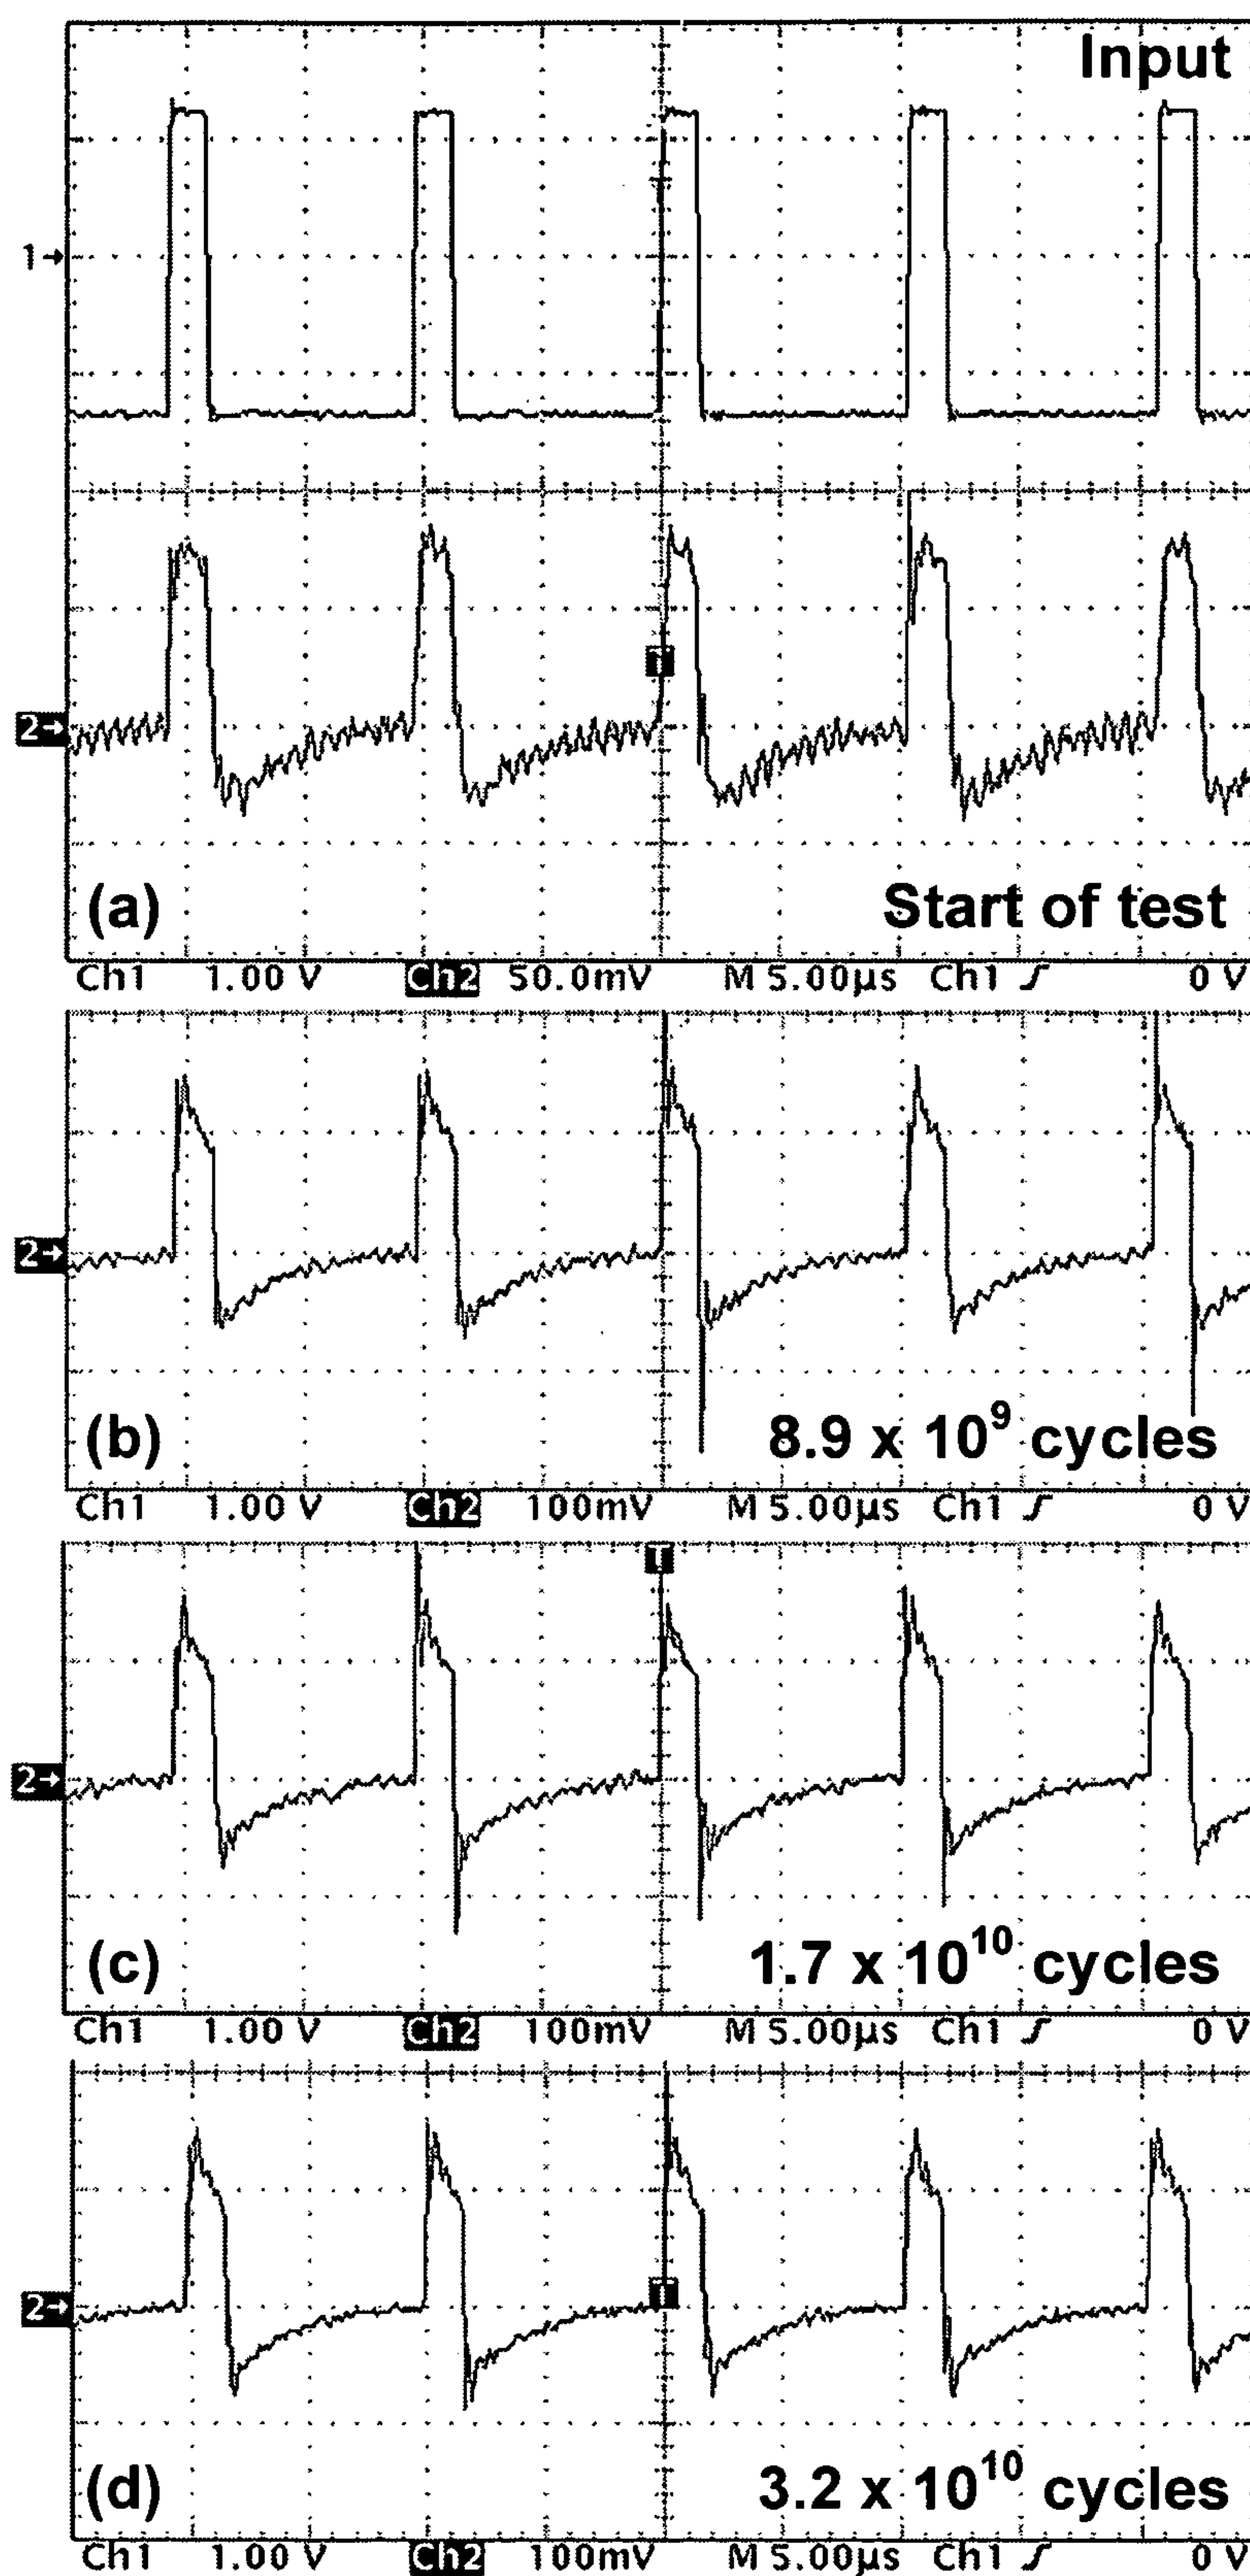 Input
1→
T
2→
(a) Start of test
Ch1 1.00 V Ch2 50.0mV M 5.00µs Ch1 0 V
2→
(b) 8.9 x 10⁹ cycles
Ch1 1.00 V Ch2 100mV M 5.00µs Ch1 0 V
T
2→
(c) 1.7 x 10¹⁰ cycles
Ch1 1.00 V Ch2 100mV M 5.00µs Ch1 0 V
T
2→
(d) 3.2 x 10¹⁰ cycles
Ch1 1.00 V Ch2 100mV M 5.00µs Ch1 0 V